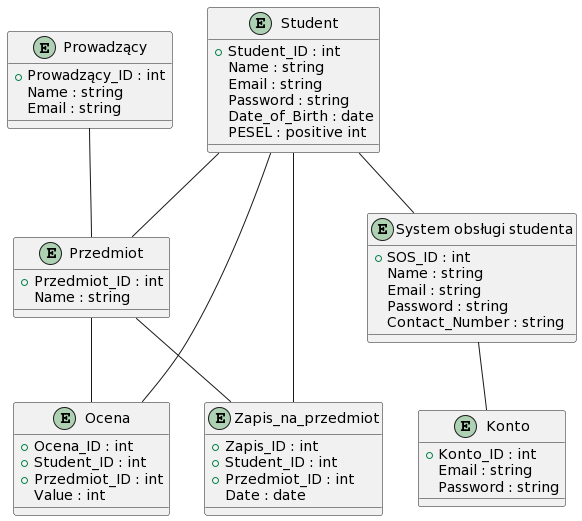 E Prowadzący
Prowadzący_ID : int
Name : string
Email : string
E Student
Student_ID : int
Name : string
Email : string
Password : string
Date_of_Birth : date
PESEL : positive int
E Przedmiot
Przedmiot_ID : int
Name : string
E System obsługi studenta
SOS_ID : int
Name : string
Email : string
Password : string
Contact_Number : string
E Ocena
Ocena_ID : int
Student_ID : int
Przedmiot_ID : int
Value : int
E Zapis_na_przedmiot
Zapis_ID : int
Student_ID : int
Przedmiot_ID : int
Date : date
E Konto
Konto_ID : int
Email : string
Password : string